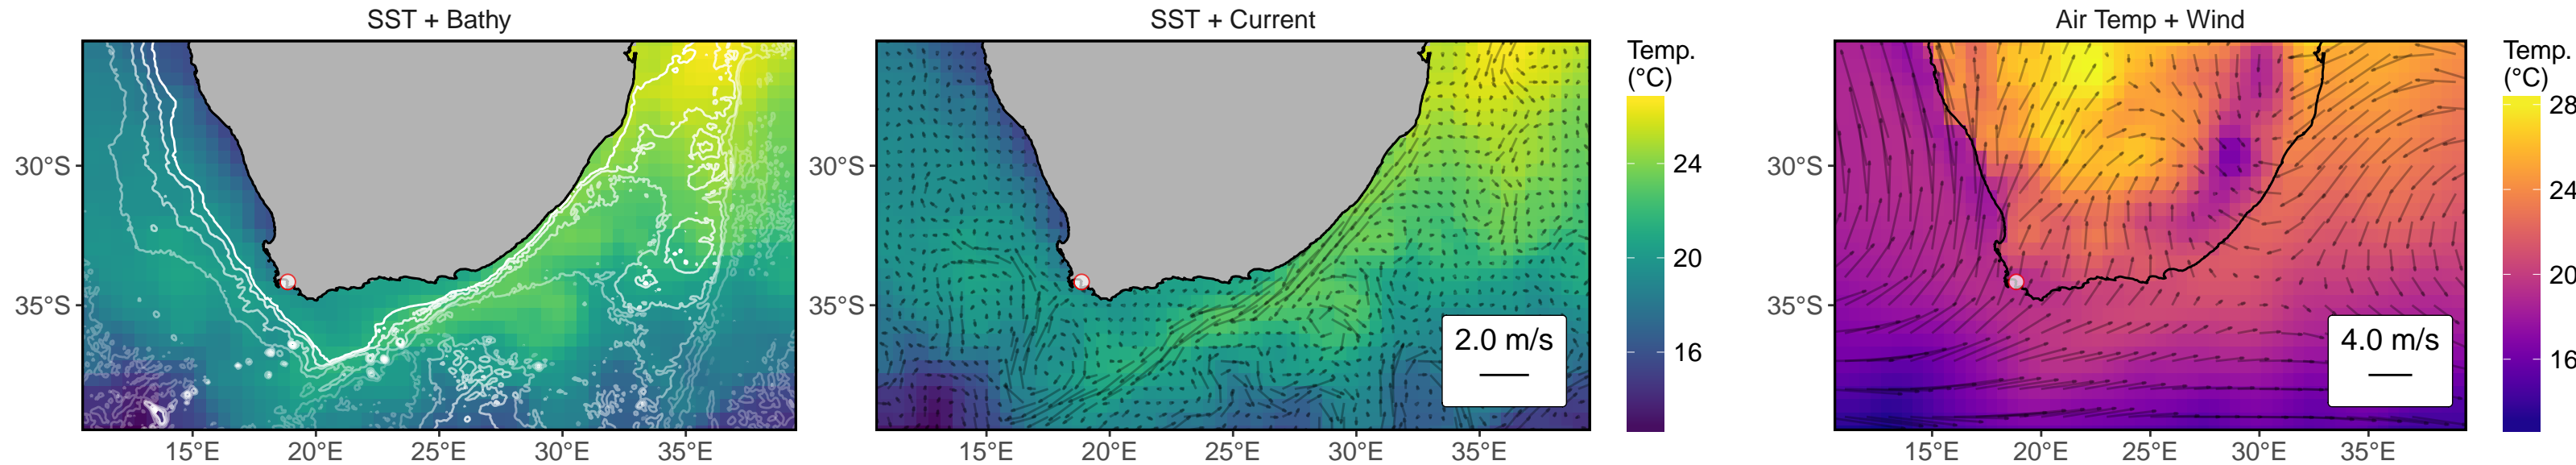 SST + Bathy
30°S
35°S
15°E 20°E 25°E 30°E 35°E
SST + Current
30°S
35°S
15°E 20°E 25°E 30°E 35°E
2.0 m/s
Temp.
(°C)
24
20
16
Air Temp + Wind
30°S
35°S
15°E 20°E 25°E 30°E 35°E
4.0 m/s
Temp.
(°C)
28
24
20
16